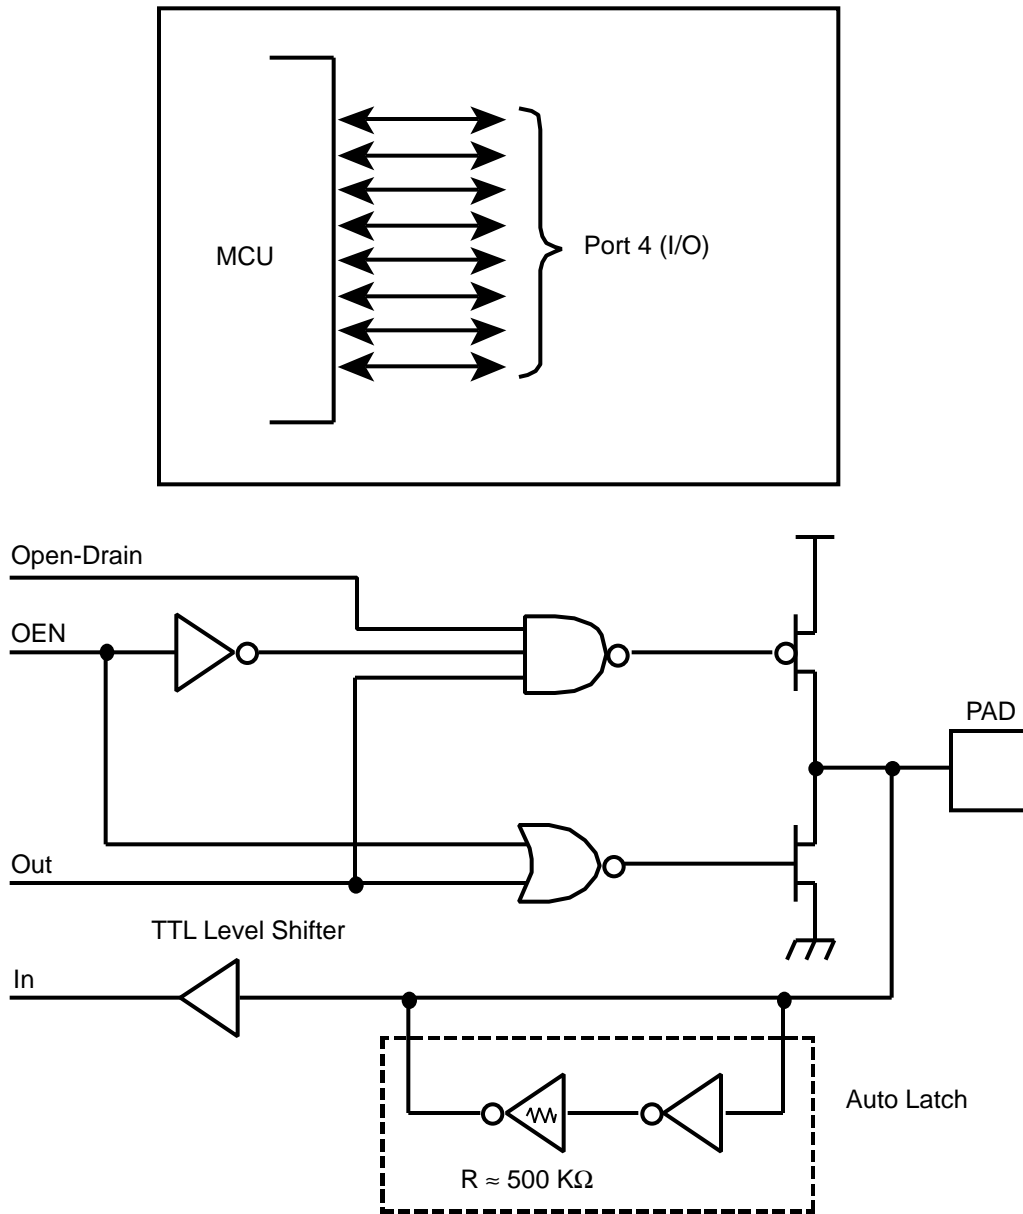 MCU
Port 4 (I/O)
Open-Drain
OEN
PAD
Out
TTL Level Shifter
In
Auto Latch
R ≈ 500 KΩ